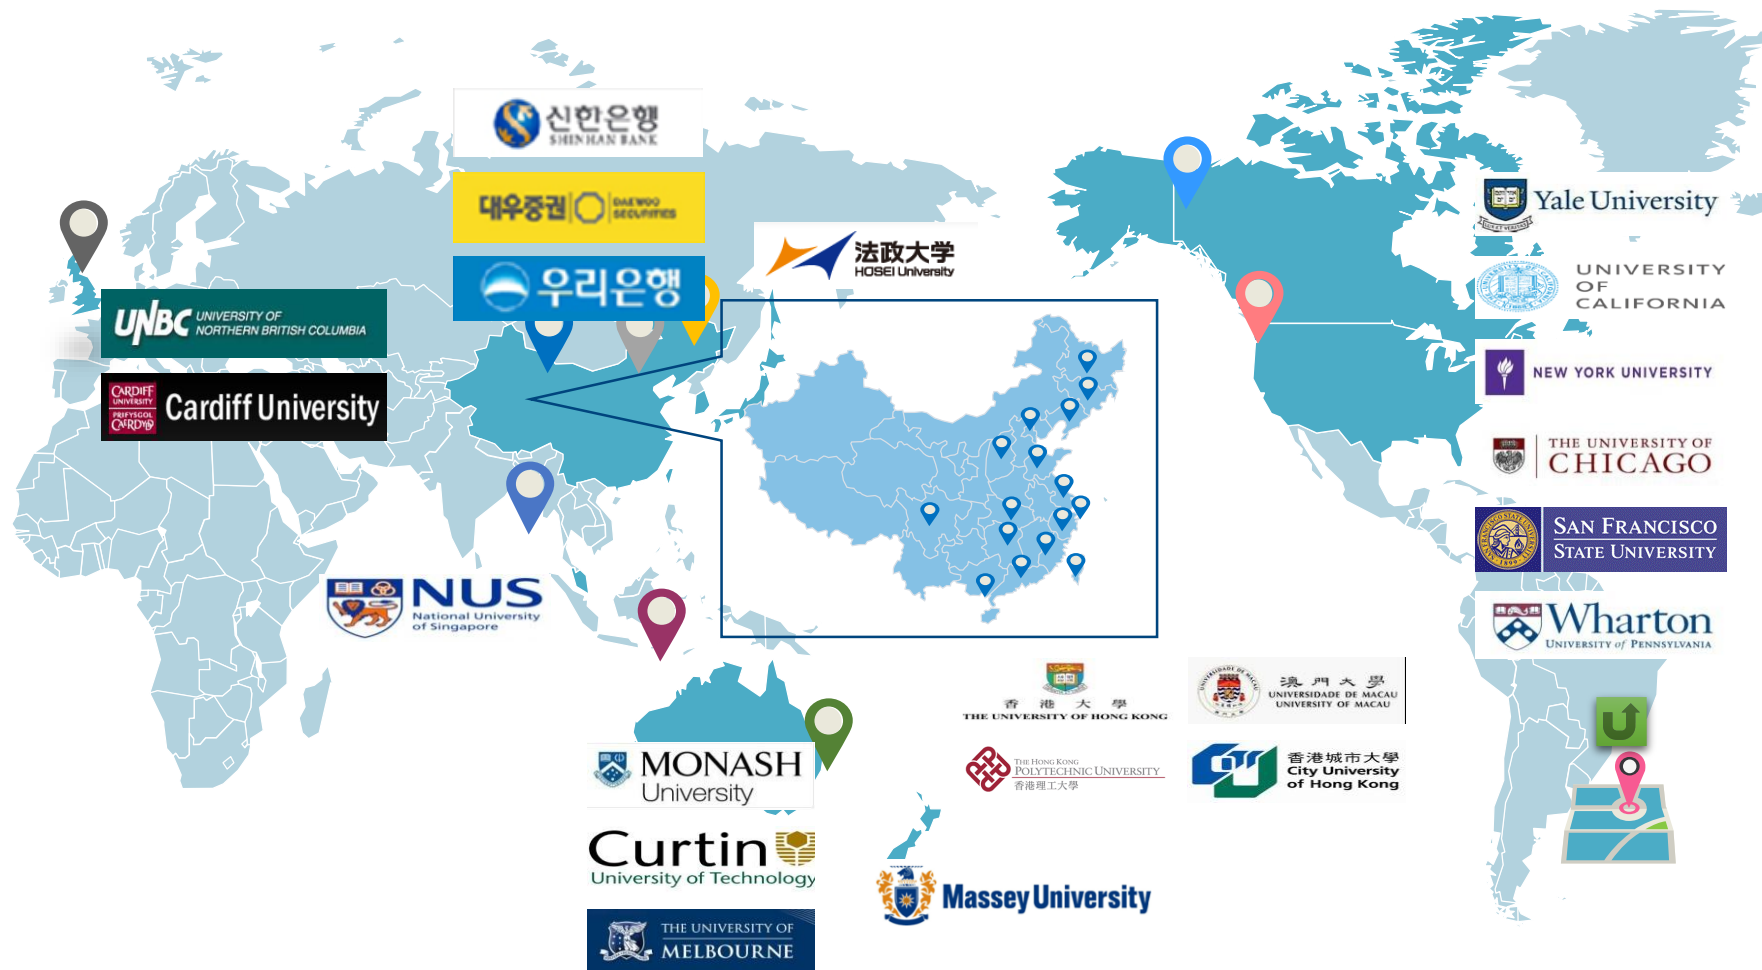 신한은행
SHINHAN BANK
대우증권
DAEWOO
SECURITIES
우리은행
法政大学
HOSEI University
UNBC
UNIVERSITY OF
NORTHERN BRITISH COLUMBIA
CARDIFF
UNIVERSITY
PRIFYSGOL
CAERDYDD
Cardiff University
NUS
National University
of Singapore
MONASH
University
Curtin
University of Technology
THE UNIVERSITY OF
MELBOURNE
Massey University
香港大學
THE UNIVERSITY OF HONG KONG
UNIVERSIDADE DE MACAU
澳門大學
UNIVERSIDADE DE MACAU
UNIVERSITY OF MACAU
THE HONG KONG
POLYTECHNIC UNIVERSITY
香港理工大學
香港城市大學
City University
of Hong Kong
Yale University
UNIVERSITY
OF
CALIFORNIA
NEW YORK UNIVERSITY
THE UNIVERSITY OF
CHICAGO
SAN FRANCISCO
STATE UNIVERSITY
1899
Wharton
UNIVERSITY of PENNSYLVANIA